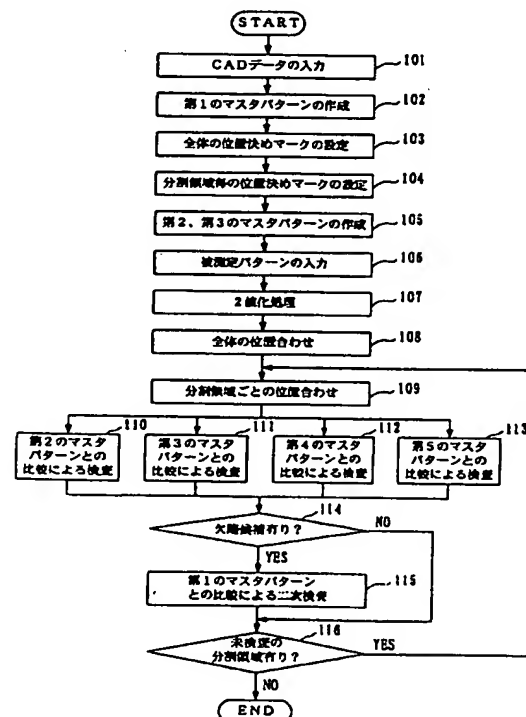 START
CADデータの入力
101
第1のマスタパターンの作成
102
全体の位置決めマークの設定
103
分割領域毎の位置決めマークの設定
104
第2、第3のマスタパターンの作成
105
被測定パターンの入力
106
2値化処理
107
全体の位置合わせ
108
分割領域ごとの位置合わせ
109
110
第2のマスタ
パターンとの
比較による検査
111
第3のマスタ
パターンとの
比較による検査
112
第4のマスタ
パターンとの
比較による検査
113
第5のマスタ
パターンとの
比較による検査
114
欠陥候補有り?
NO
YES
第1のマスタパターン
との比較による二次検査
115
116
未検査の
分割領域有り?
YES
NO
END